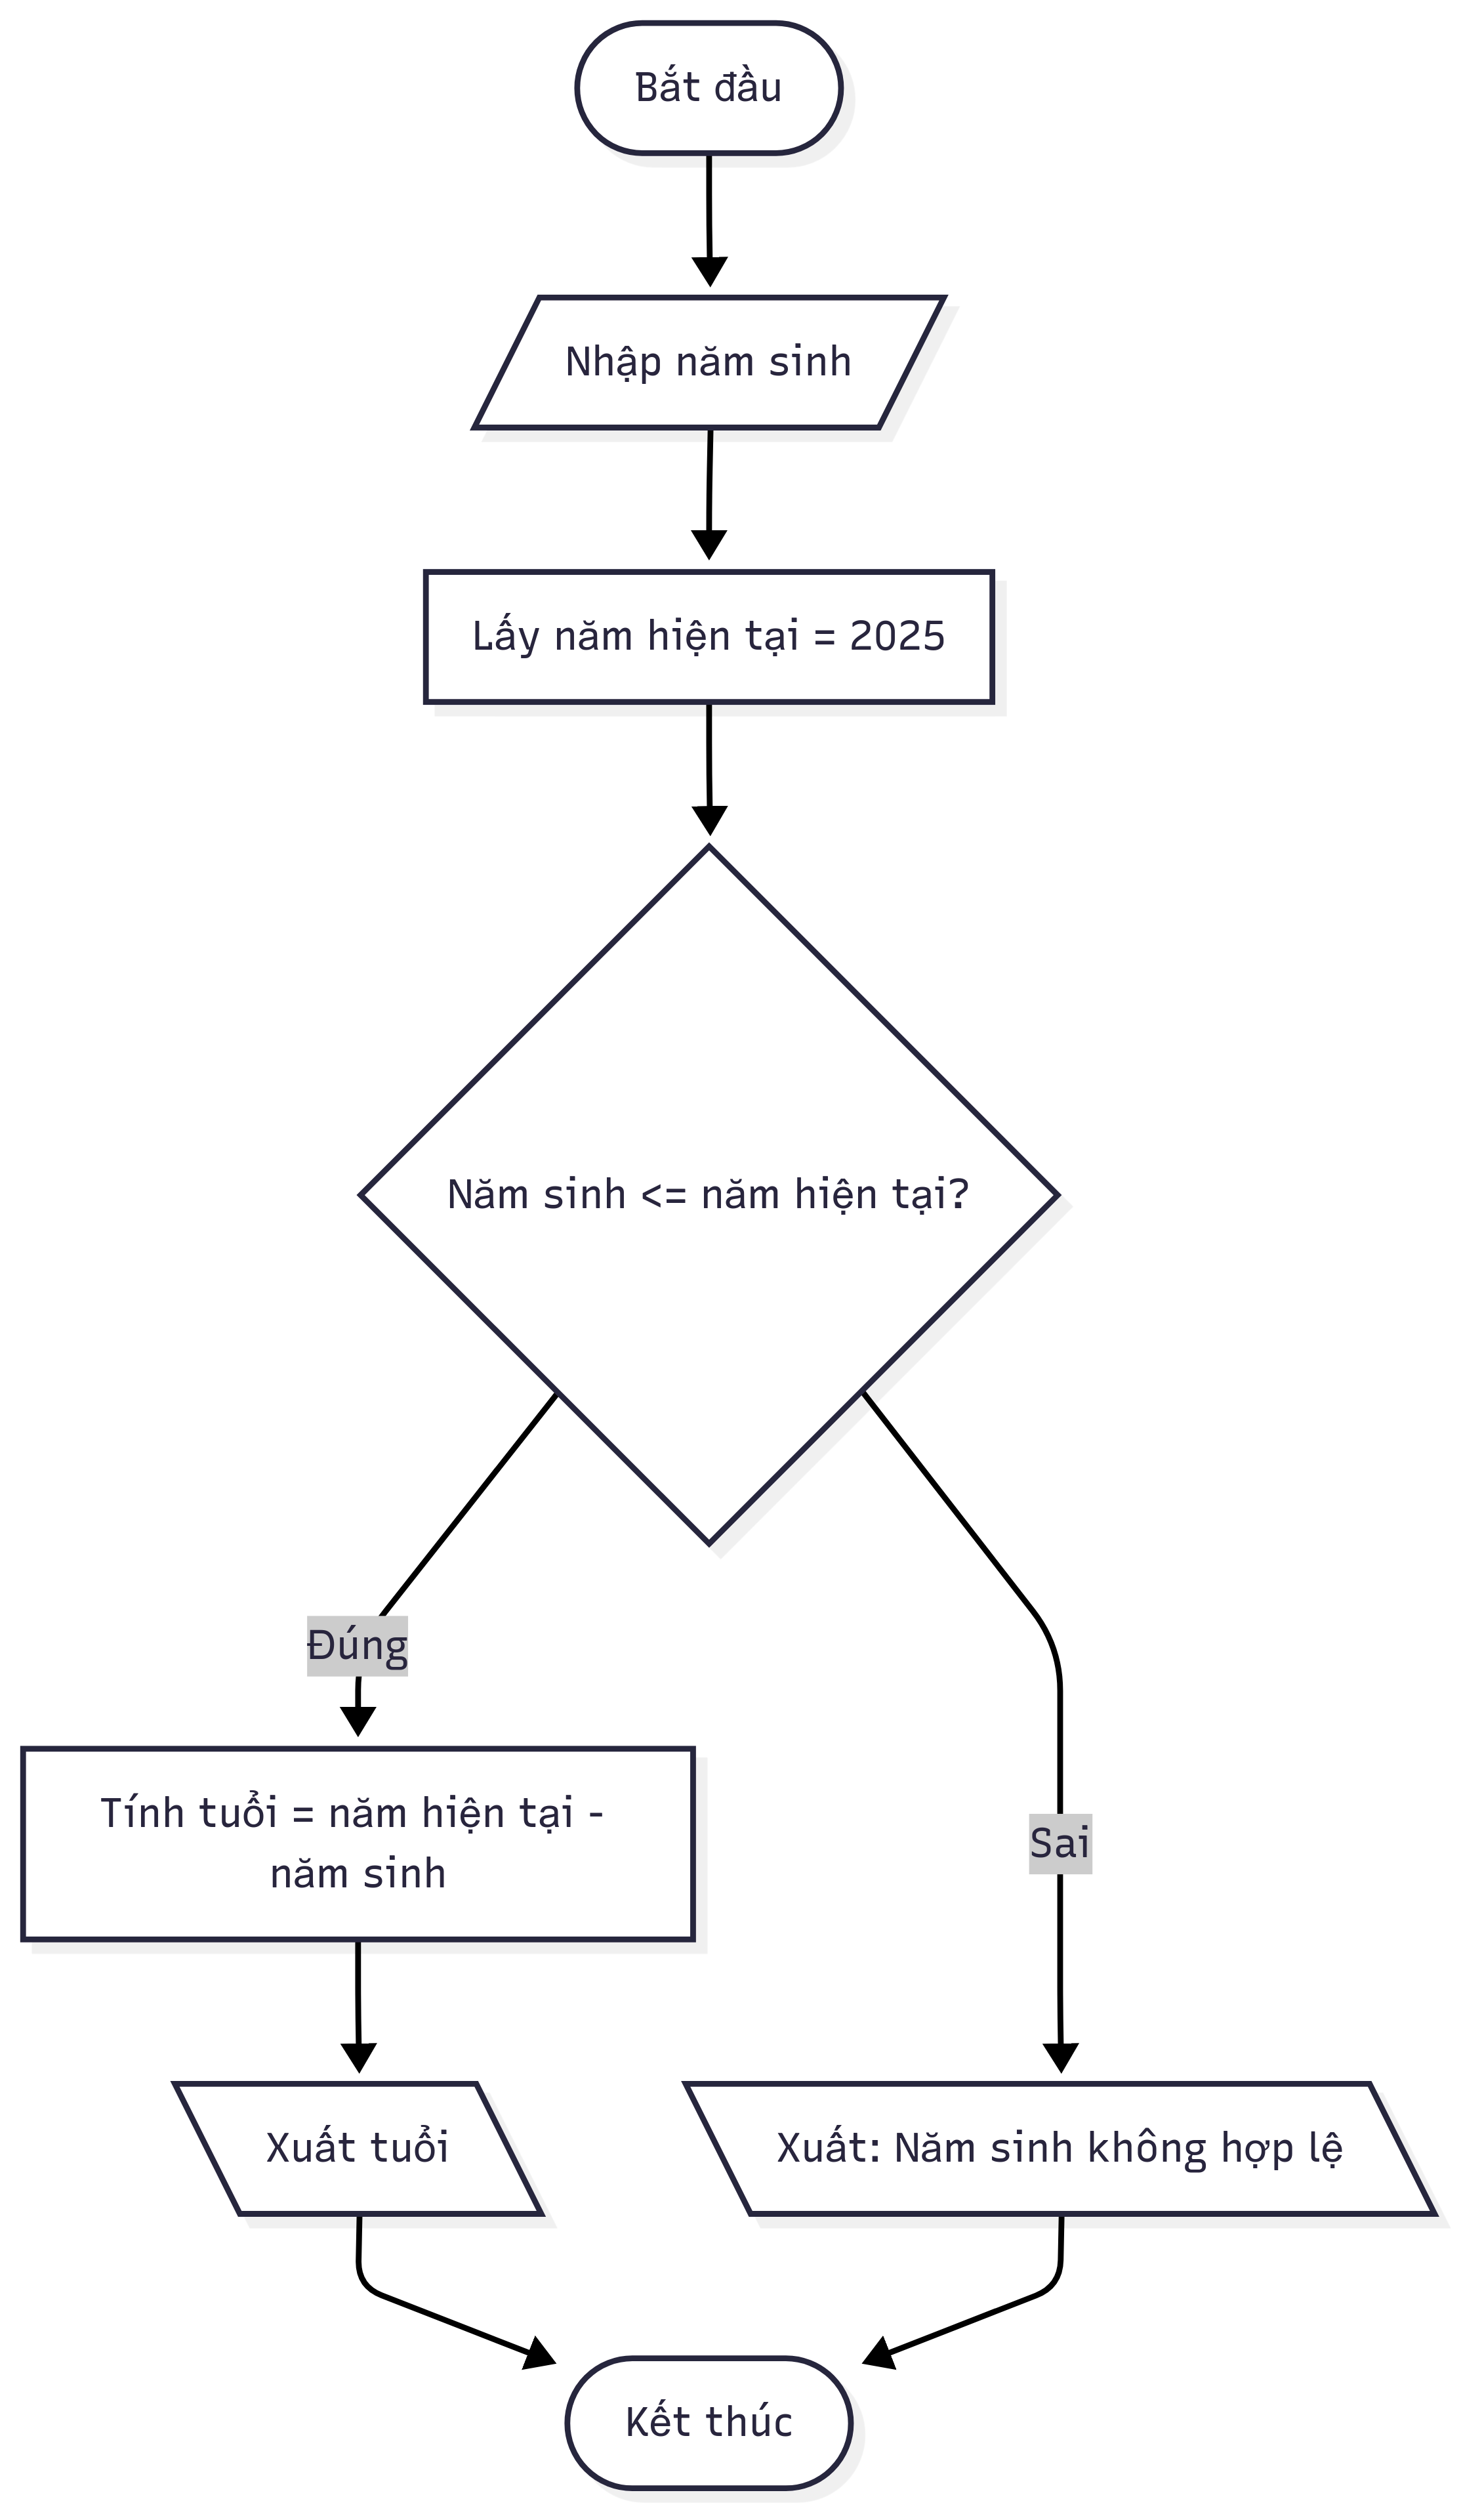 Bắt đầu
Nhập năm sinh
Lấy năm hiện tại = 2025
Năm sinh <= năm hiện tại?
Đúng
Tính tuổi = năm hiện tại -
năm sinh
Sai
Xuất tuổi
Xuất: Năm sinh không hợp lệ
Kết thúc